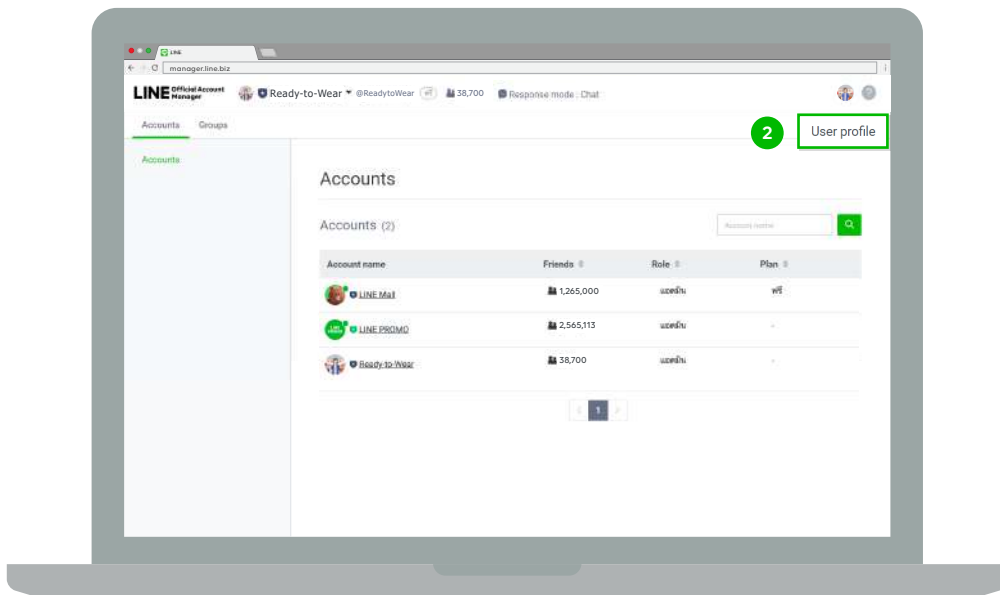 LINE
manager.line.biz
LINE Official Account Manager
Ready-to-Wear @ReadytoWear ฟรี 38,700 Response mode : Chat
Accounts Groups
2 User profile
Accounts
Accounts
Accounts (2)
Account name
Account name Friends Role Plan
LINE Mall 1,265,000 แอดมิน ฟรี
LINE PROMO 2,565,113 แอดมิน -
Ready-to-Wear 38,700 แอดมิน -
1